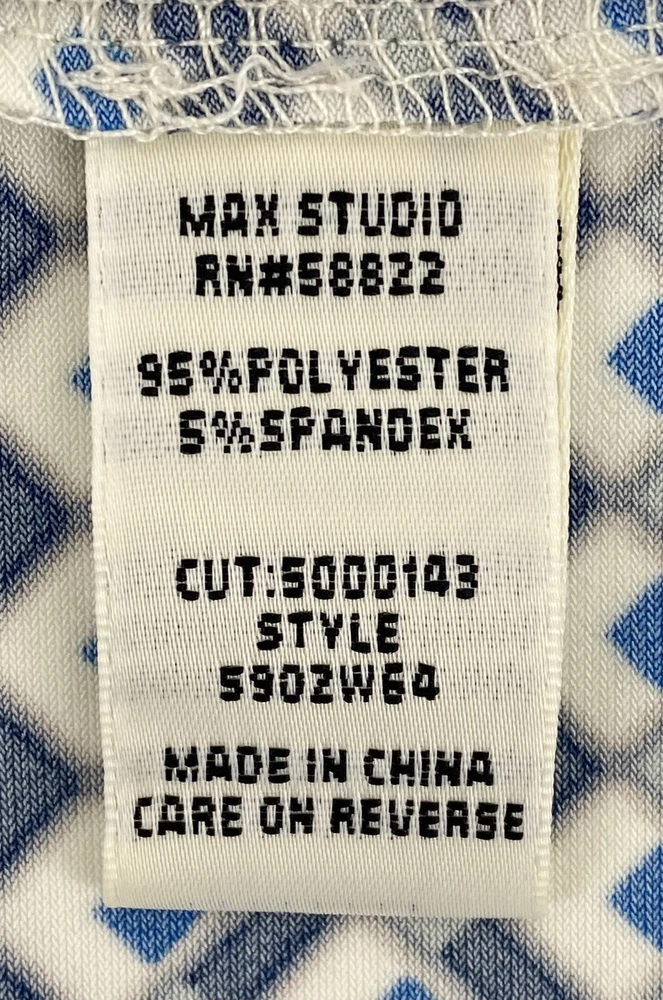 MAX STUDIO
RN#58822
95%POLYESTER
5%SPANDEX
CUT:5000143
STYLE
5902W64
MADE IN CHINA
CARE ON REVERSE